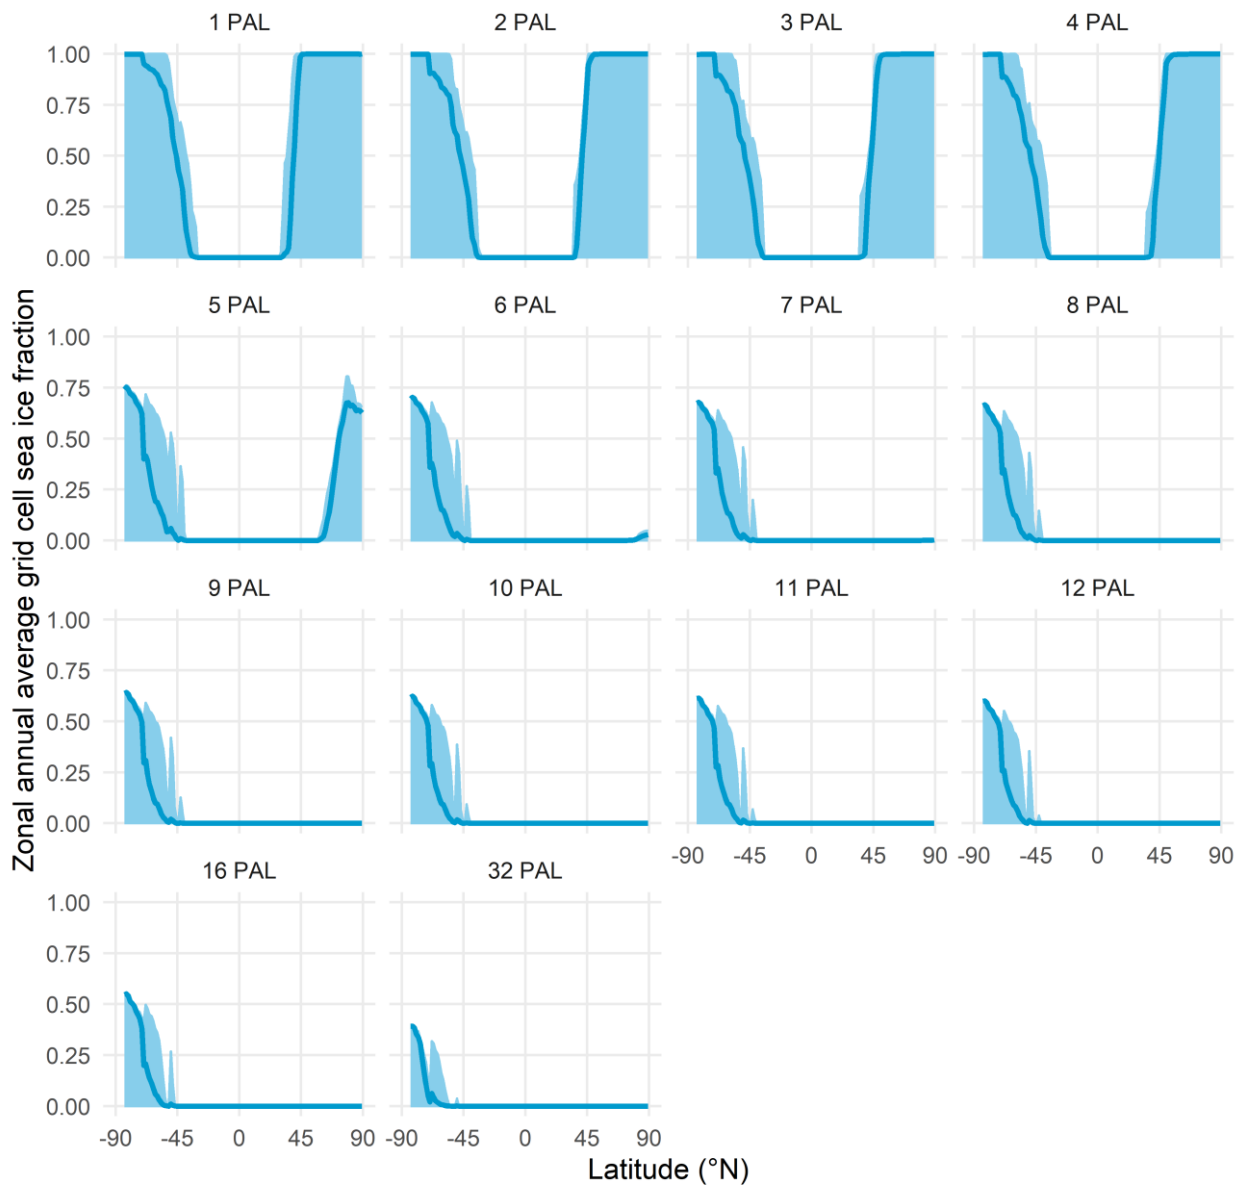 1 PAL 2 PAL 3 PAL 4 PAL
1.00
0.75
0.50
0.25
0.00
5 PAL 6 PAL 7 PAL 8 PAL
1.00
0.75
0.50
0.25
0.00
9 PAL 10 PAL 11 PAL 12 PAL
1.00
0.75
0.50
0.25
0.00
-90 -45 0 45 90 -90 -45 0 45 90
16 PAL 32 PAL
1.00
0.75
0.50
0.25
0.00
-90 -45 0 45 90 -90 -45 0 45 90
Latitude (°N)
Zonal annual average grid cell sea ice fraction